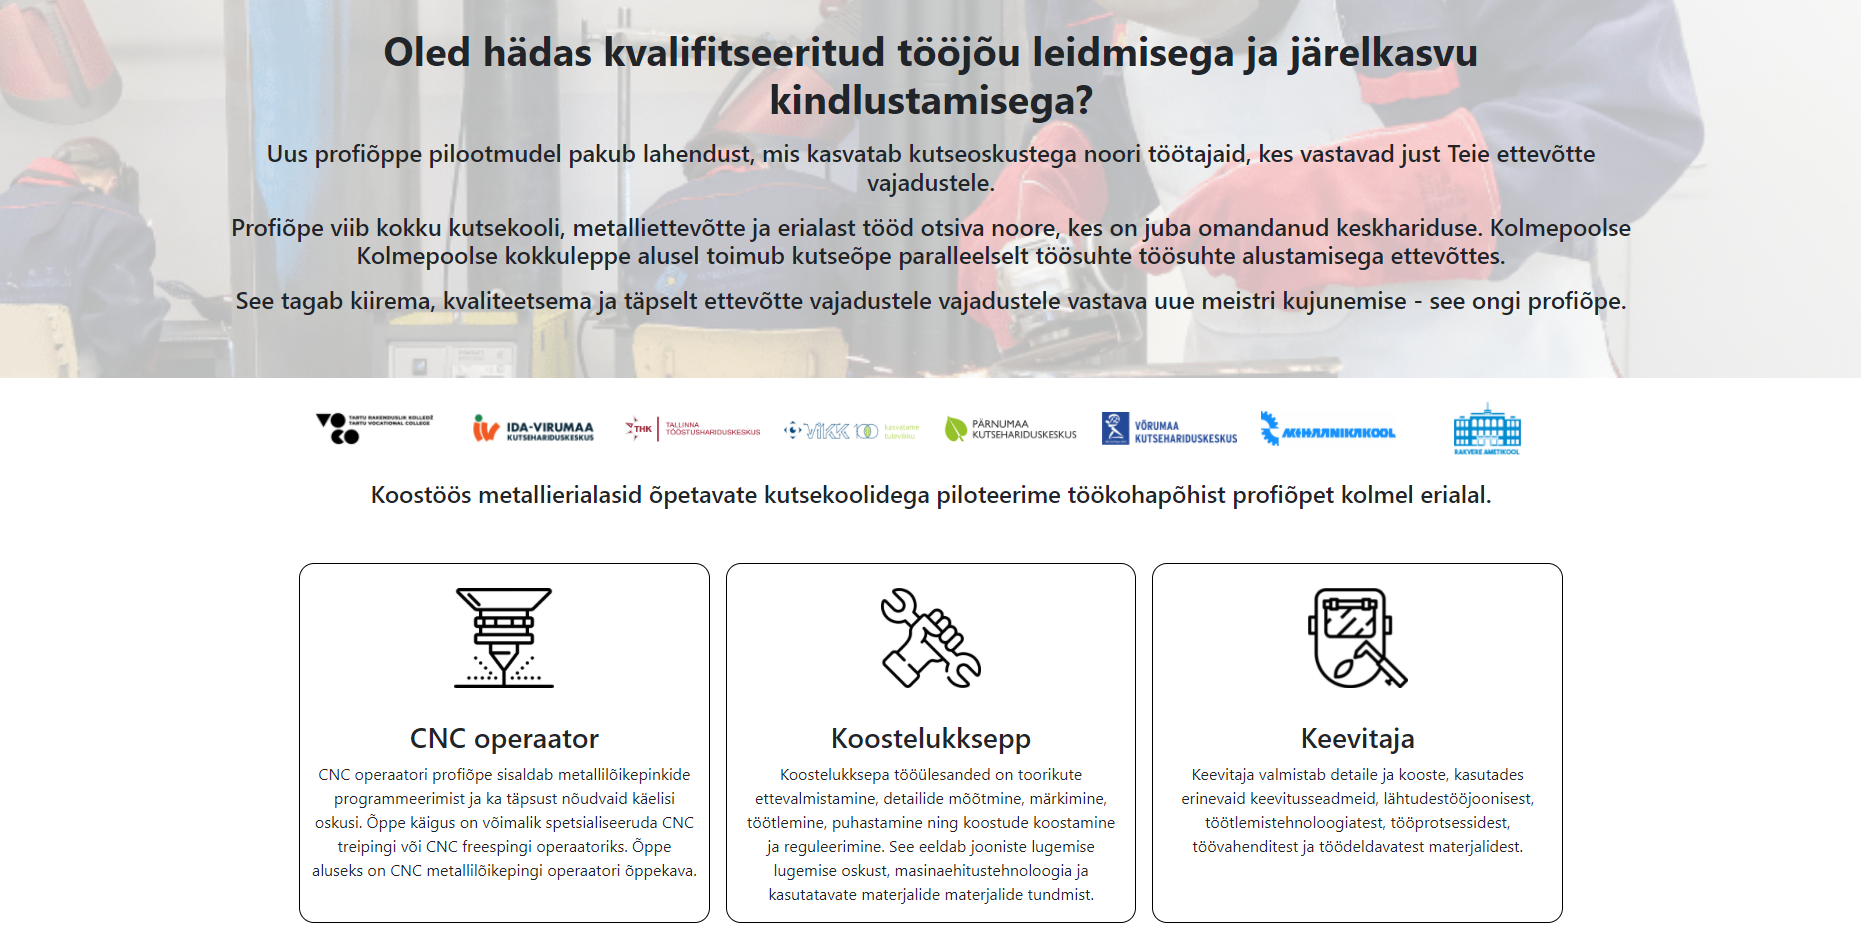 Oled hädas kvalifitseeritud tööjõu leidmisega ja järelkasvu
kindlustamisega?
Uus profiõppe pilootmudel pakub lahendust, mis kasvatab kutseoskustega noori töötajaid, kes vastavad just Teie ettevõtte
vajadustele.
Profiõpe viib kokku kutsekooli, metalliettevõtte ja erialast tööd otsiva noore, kes on juba omandanud keskhariduse. Kolmepoolse
Kolmepoolse kokkuleppe alusel toimub kutseõpe paralleelselt töösuhte töösuhte alustamisega ettevõttes.
See tagab kiirema, kvaliteetsema ja täpselt ettevõtte vajadustele vajadustele vastava uue meistri kujunemise - see ongi profiõpe.
VOCO TARTU RAKENDUSLIK KOLLEDŽ
TARTU VOCATIONAL COLLEGE
IDA-VIRUMAA
KUTSEHARIDUSKESKUS
THK TALLINNA
TÖÖSTUSHARIDUSKESKUS
VIKK 100 kasvatame
tulevikku
PÄRNUMAA
KUTSEHARIDUSKESKUS
VÕRUMAA
KUTSEHARIDUSKESKUS
MEHAANIKAKOOL
RAKVERE AMETIKOOL
Koostöös metallierialasid õpetavate kutsekoolidega piloteerime töökohapõhist profiõpet kolmel erialal.
CNC operaator
CNC operaatori profiõpe sisaldab metallilõikepinkide
programmeerimist ja ka täpsust nõudvaid käelisi
oskusi. Õppe käigus on võimalik spetsialiseeruda CNC
treipingi või CNC freespingi operaatoriks. Õppe
aluseks on CNC metallilõikepingi operaatori õppekava.
Koostelukksepp
Koostelukksepa tööülesanded on toorikute
ettevalmistamine, detailide mõõtmine, märkimine,
töötlemine, puhastamine ning koostude koostamine
ja reguleerimine. See eeldab jooniste lugemise
lugemise oskust, masinaehitustehnoloogia ja
kasutatavate materjalide materjalide tundmist.
Keevitaja
Keevitaja valmistab detaile ja kooste, kasutades
erinevaid keevitusseadmeid, lähtudestööjoonisest,
töötlemistehnoloogiatest, tööprotsessidest,
töövahenditest ja töödeldavatest materjalidest.